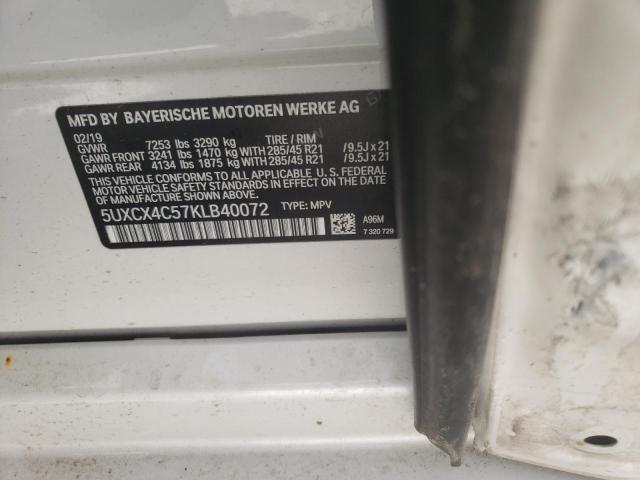 MFD BY BAYERISCHE MOTOREN WERKE AG
02/19
GVWR 7253 lbs 3290 kg TIRE / RIM
GAWR FRONT 3241 lbs 1470 kg WITH 285/45 R21 /9.5J x 21
GAWR REAR 4134 lbs 1875 kg WITH 285/45 R21 /9.5J x 21
THIS VEHICLE CONFORMS TO ALL APPLICABLE U. S. FEDERAL
MOTOR VEHICLE SAFETY STANDARDS IN EFFECT ON THE DATE
OF MANUFACTURE SHOWN ABOVE.
5UXCX4C57KLB40072 TYPE: MPV
A96M
7 320 729